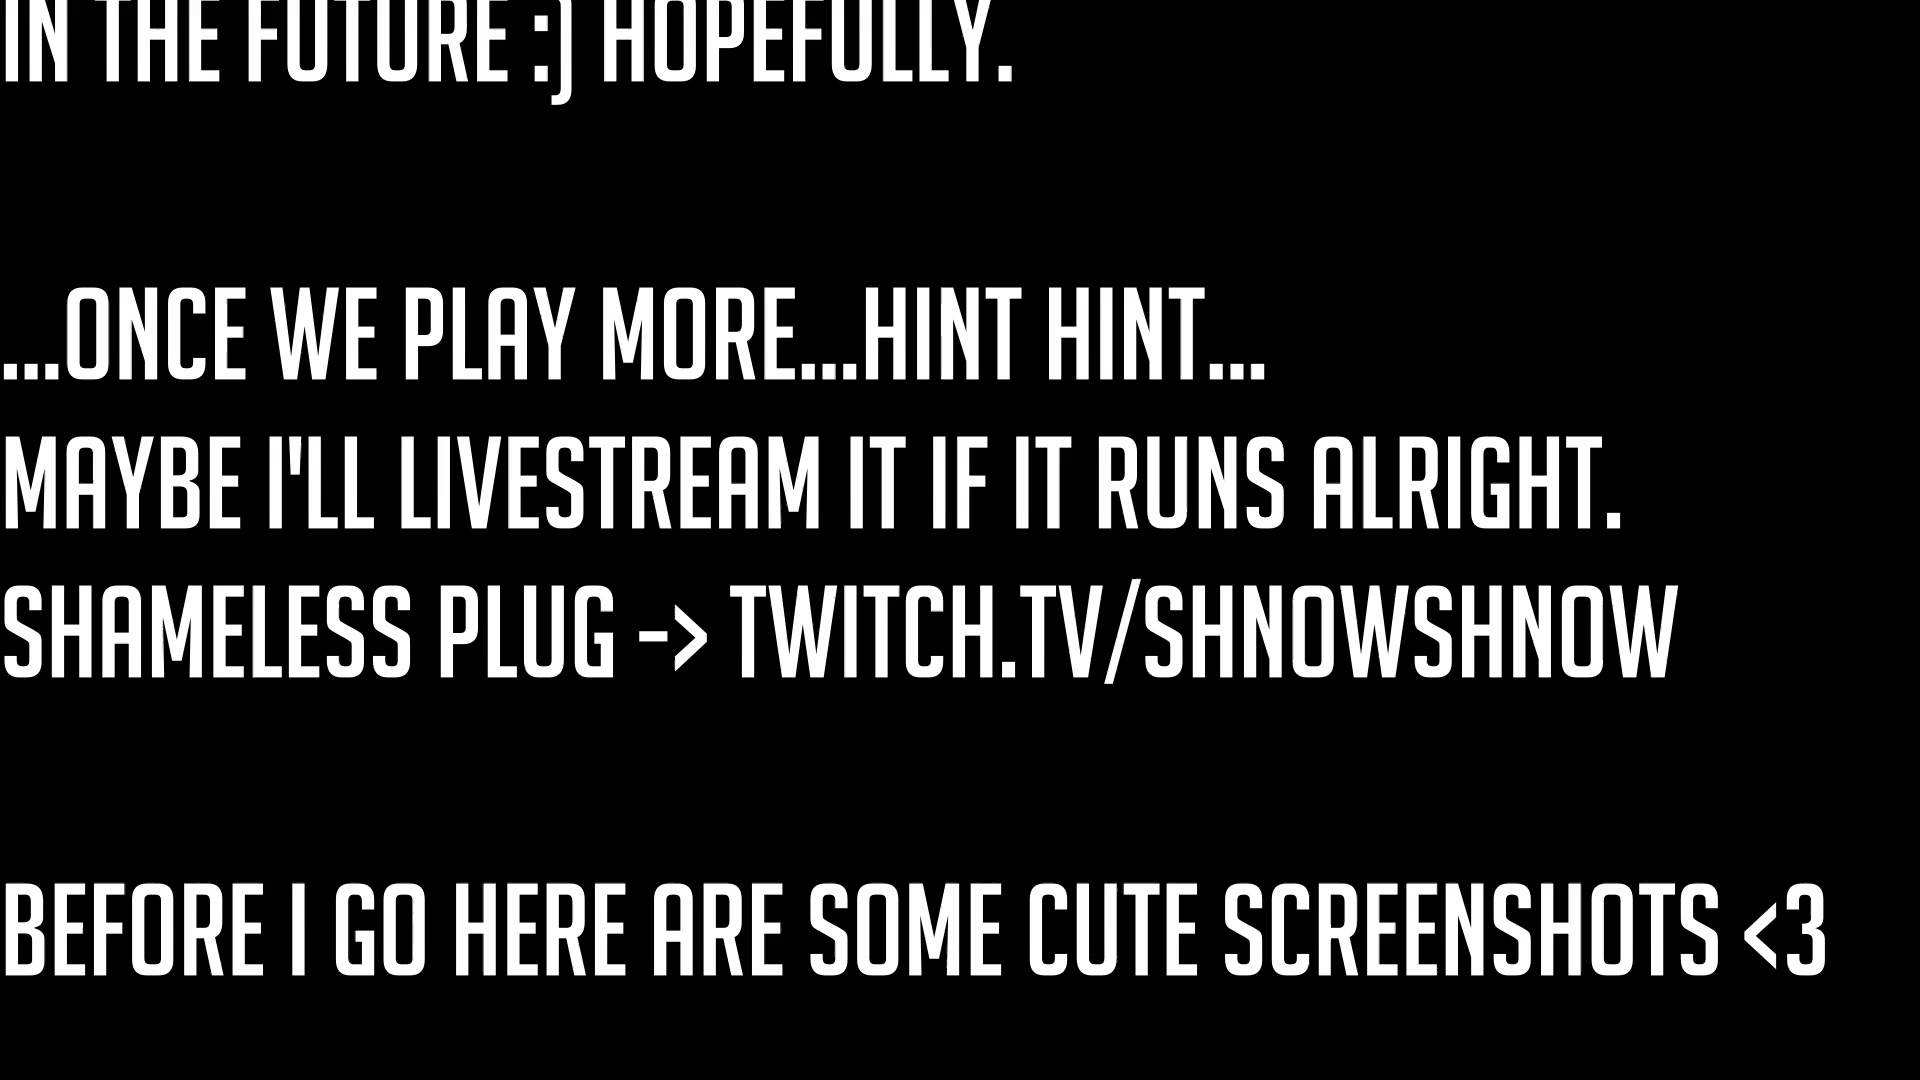 IN THE FUTURE :) HOPEFULLY.
...ONCE WE PLAY MORE...HINT HINT...
MAYBE I'LL LIVESTREAM IT IF IT RUNS ALRIGHT.
SHAMELESS PLUG -> TWITCH.TV/SHNOWSHNOW
BEFORE I GO HERE ARE SOME CUTE SCREENSHOTS <3